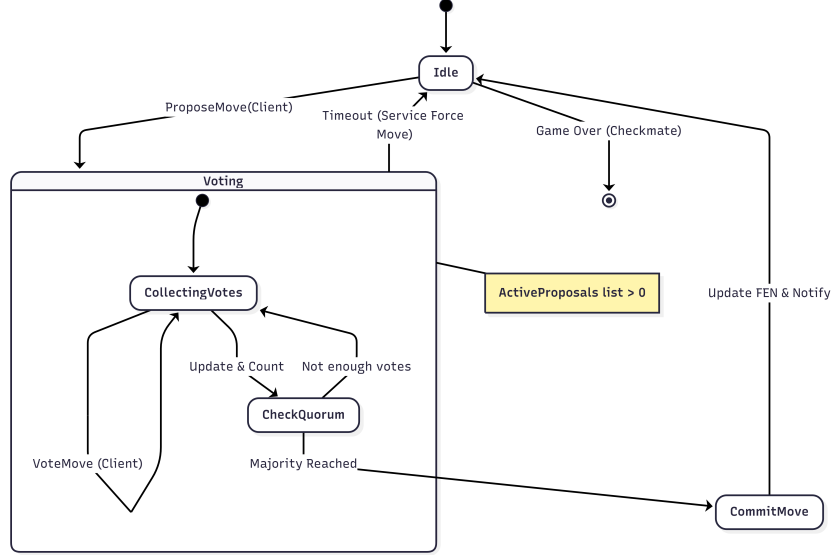 Idle
ProposeMove(Client)
Timeout (Service Force
Move)
Game Over (Checkmate)
Voting
CollectingVotes
ActiveProposals list > 0
Update FEN & Notify
Update & Count
Not enough votes
CheckQuorum
VoteMove (Client)
Majority Reached
CommitMove